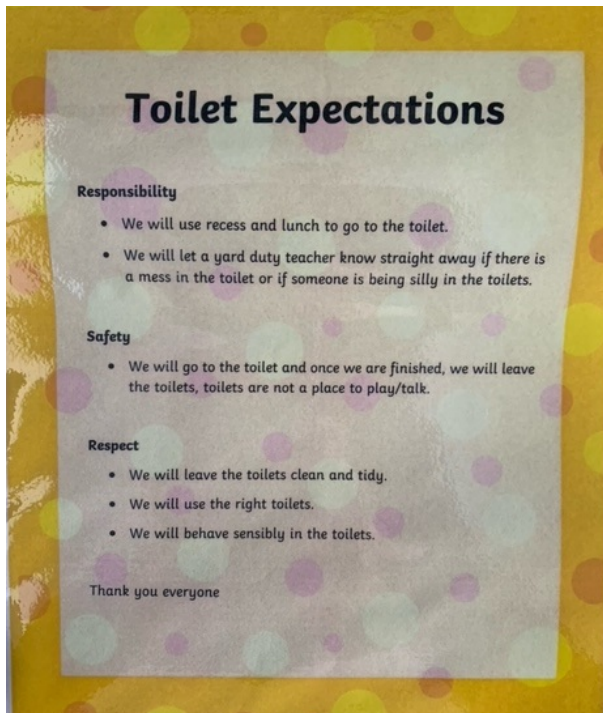 Toilet Expectations
Responsibility
• We will use recess and lunch to go to the toilet.
• We will let a yard duty teacher know straight away if there is
a mess in the toilet or if someone is being silly in the toilets.
Safety
• We will go to the toilet and once we are finished, we will leave
the toilets, toilets are not a place to play/talk.
Respect
• We will leave the toilets clean and tidy.
• We will use the right toilets.
• We will behave sensibly in the toilets.
Thank you everyone